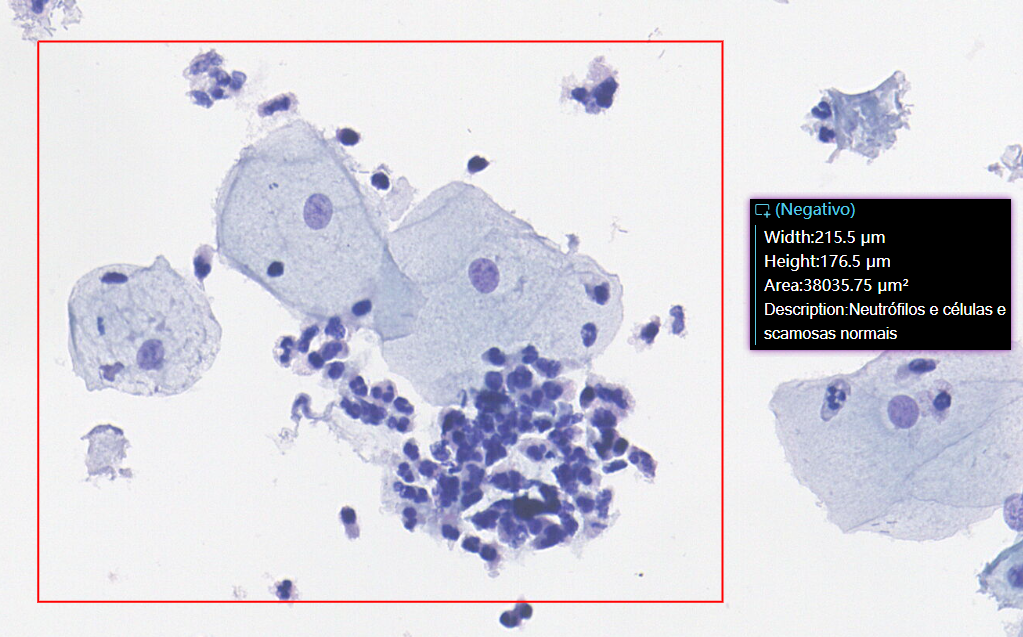 (Negativo)
Width:215.5 μm
Height:176.5 μm
Area:38035.75 μm²
Description:Neutrófilos e células e
scamosas normais